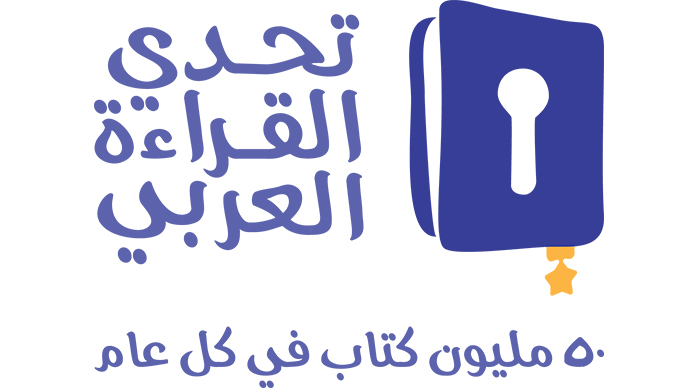 تحدي
القراءة
العربي
٥٠ مليون كتاب في كل عام